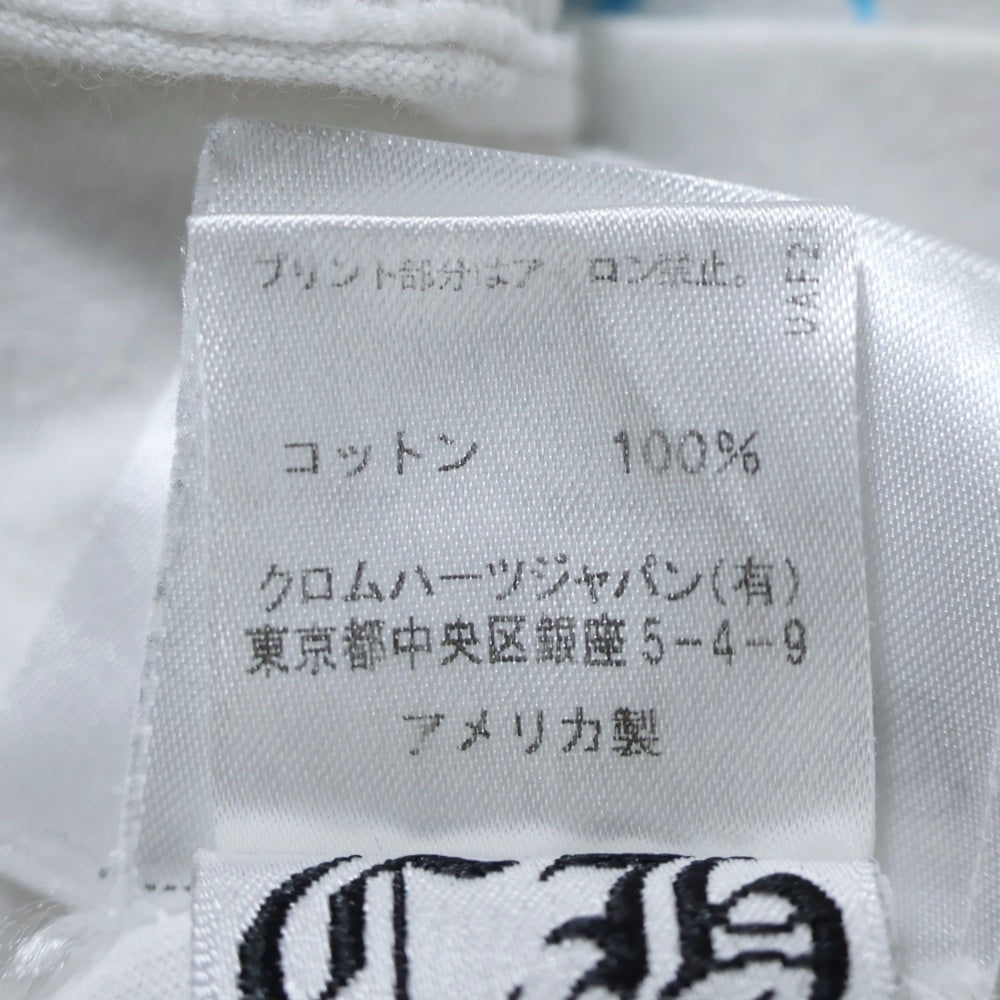 プリント部分はア ロン禁止。
コットン 100%
クロムハーツジャパン(有)
東京都中央区銀座5-4-9
アメリカ製
CH